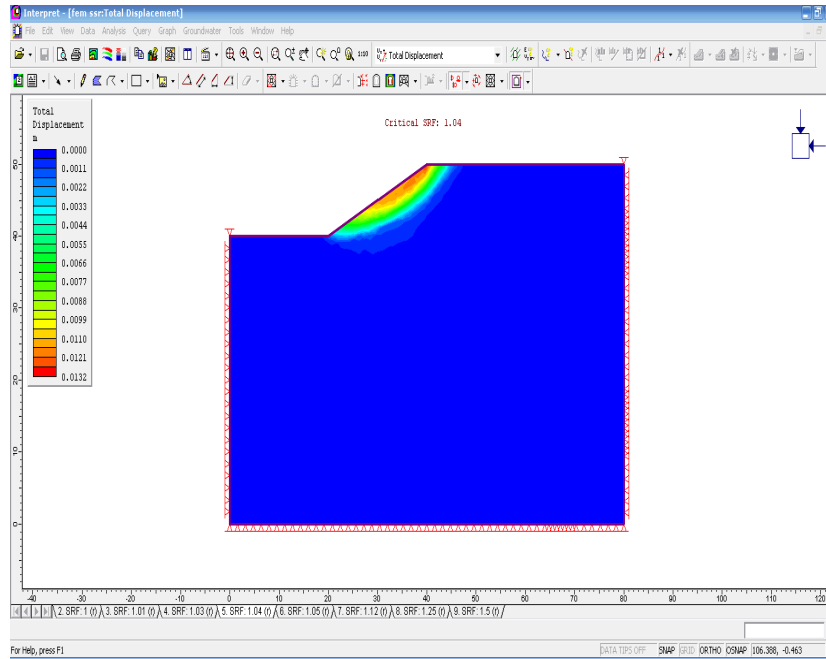 Interpret - [fem ssr:Total Displacement]
File Edit View Data Analysis Query Graph Groundwater Tools Window Help
1:10 Total Displacement
Total
Displacement
m
0.0000
0.0011
0.0022
0.0033
0.0044
0.0055
0.0066
0.0077
0.0088
0.0099
0.0110
0.0121
0.0132
Critical SRF: 1.04
50
40
30
20
10
0
-40 -30 -20 -10 0 10 20 30 40 50 60 70 80 90 100 110 120
2. SRF: 1 (r) 3. SRF: 1.01 (r) 4. SRF: 1.03 (r) 5. SRF: 1.04 (r) 6. SRF: 1.05 (r) 7. SRF: 1.12 (r) 8. SRF: 1.25 (r) 9. SRF: 1.5 (r)
For Help, press F1 DATA TIPS OFF SNAP GRID ORTHO OSNAP 106.388, -0.463